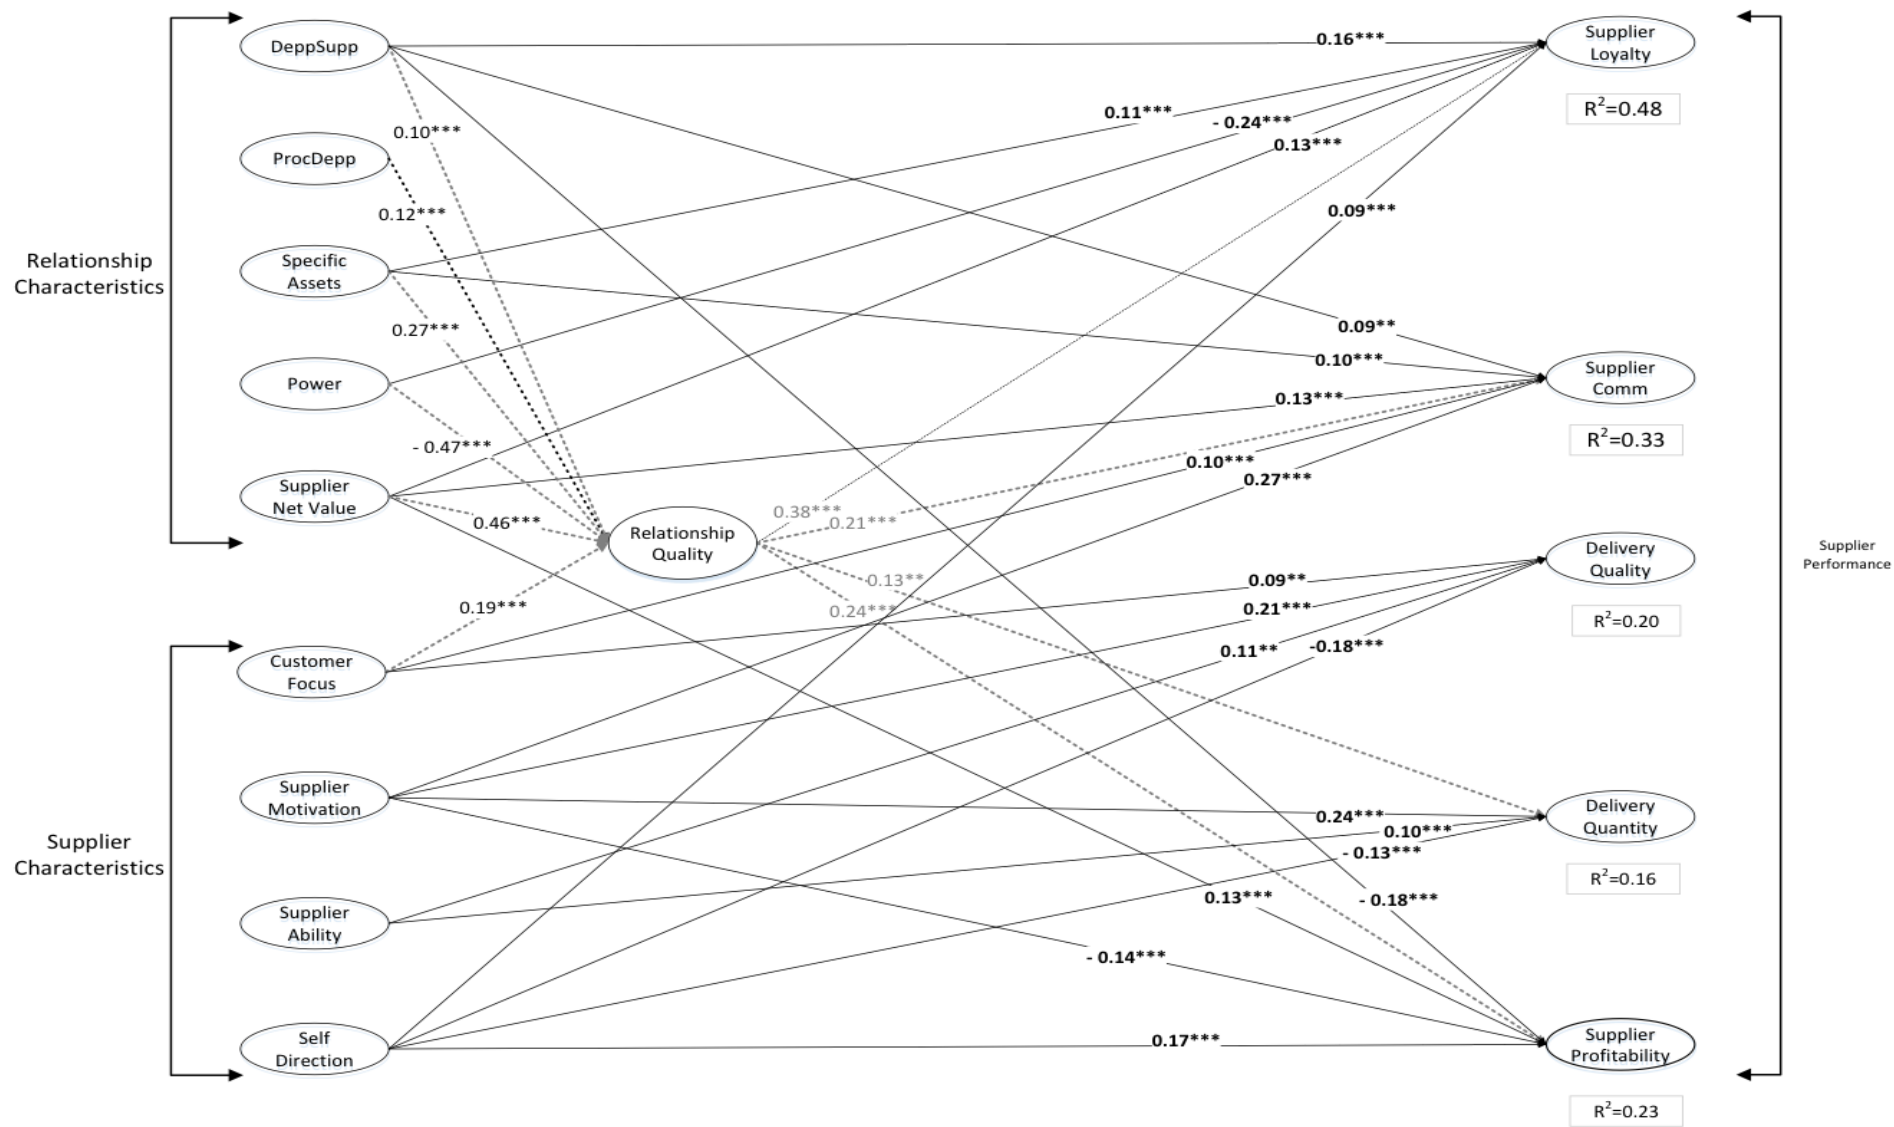 DeppSupp
ProcDepp
Specific
Assets
Power
Supplier
Net Value
Customer
Focus
Supplier
Motivation
Supplier
Ability
Self
Direction
Relationship
Characteristics
Supplier
Characteristics
0.10***
0.12***
0.27***
- 0.47***
0.46***
0.19***
Relationship
Quality
0.38***
0.21***
0.13**
0.24***
0.16***
0.11***
- 0.24***
0.13***
0.09***
0.09**
0.10***
0.13***
0.10***
0.27***
0.09**
0.21***
0.11**
-0.18***
0.24***
0.10***
- 0.13***
0.13***
- 0.18***
- 0.14***
0.17***
Supplier
Loyalty
R²=0.48
Supplier
Comm
R²=0.33
Delivery
Quality
R²=0.20
Delivery
Quantity
R²=0.16
Supplier
Profitability
R²=0.23
Supplier
Performance